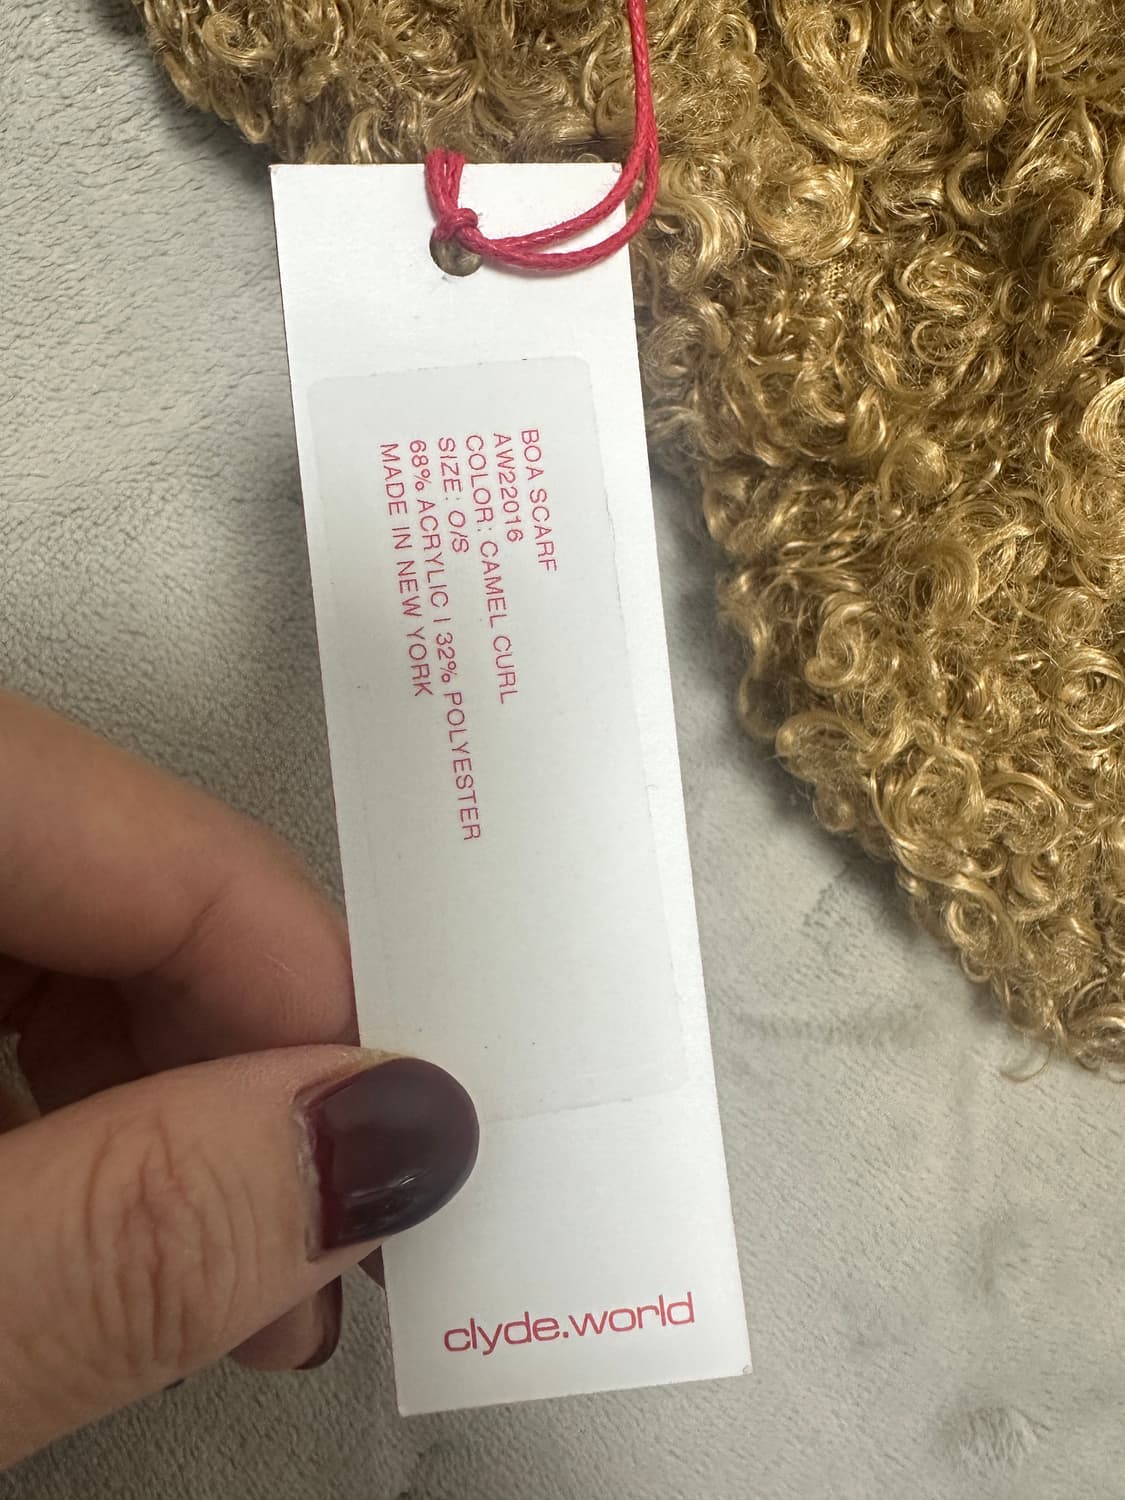 BOA SCARF
AW22016
COLOR: CAMEL CURL
SIZE: O/S
68% ACRYLIC | 32% POLYESTER
MADE IN NEW YORK
clyde.world